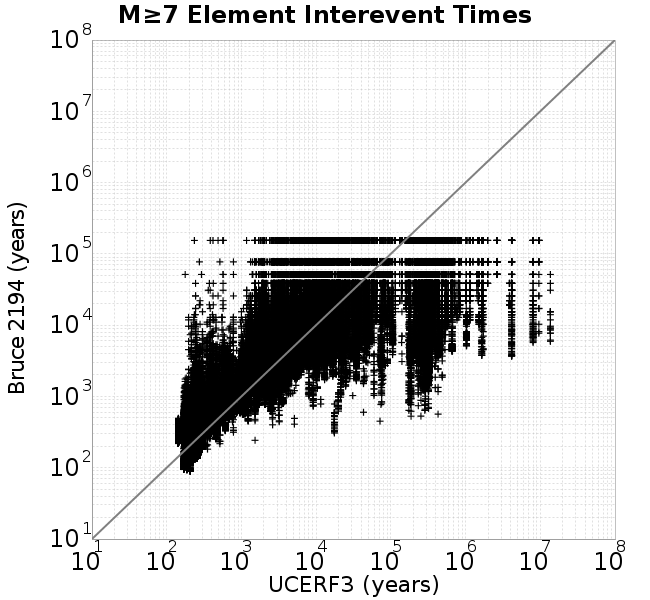 M≥7 Element Interevent Times
10^8
10^7
10^6
10^5
10^4
10^3
10^2
10^1
Bruce 2194 (years)
10^1 10^2 10^3 10^4 10^5 10^6 10^7 10^8
UCERF3 (years)